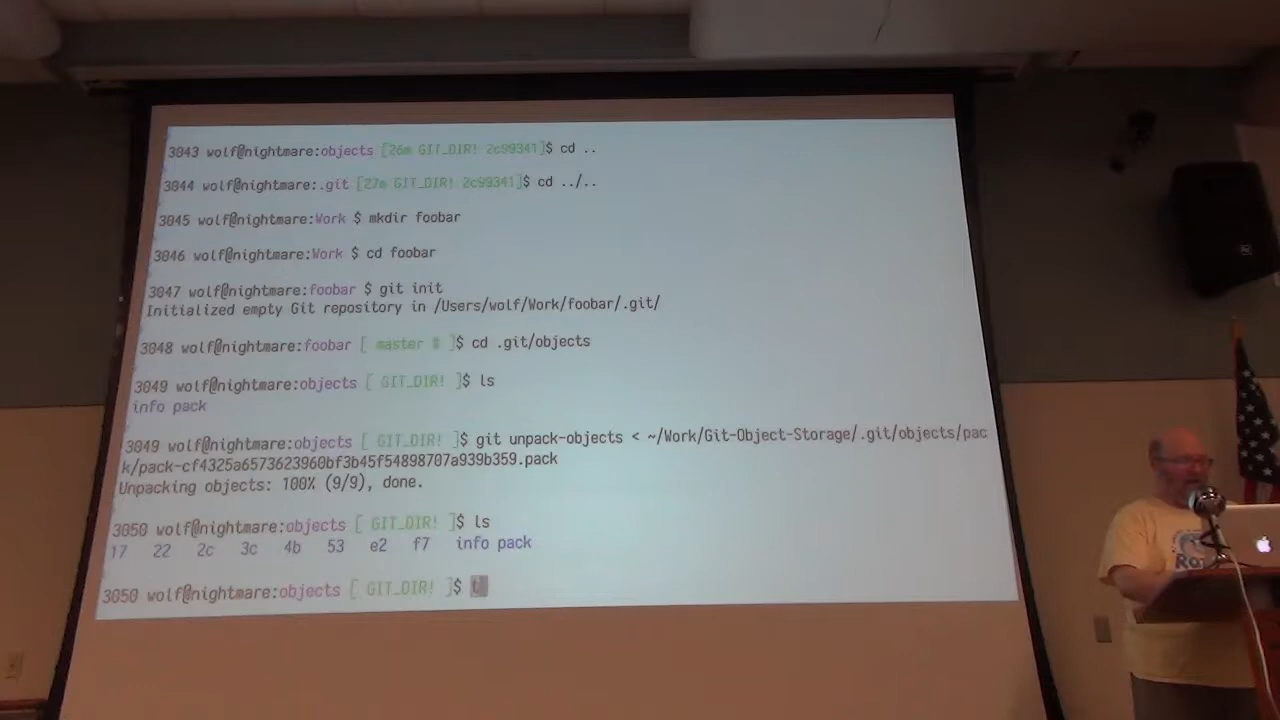 3043 wolf@nightmare:objects [26m GIT_DIR! 2c99341]$ cd ..
3044 wolf@nightmare:.git [27m GIT_DIR! 2c99341]$ cd ../..
3045 wolf@nightmare:Work $ mkdir foobar
3046 wolf@nightmare:Work $ cd foobar
3047 wolf@nightmare:foobar $ git init
Initialized empty Git repository in /Users/wolf/Work/foobar/.git/
3048 wolf@nightmare:foobar [ master # ]$ cd .git/objects
3049 wolf@nightmare:objects [ GIT_DIR! ]$ ls
info pack
3049 wolf@nightmare:objects [ GIT_DIR! ]$ git unpack-objects < ~/Work/Git-Object-Storage/.git/objects/pac
k/pack-cf4325a6573623960bf3b45f54898707a939b359.pack
Unpacking objects: 100% (9/9), done.
3050 wolf@nightmare:objects [ GIT_DIR! ]$ ls
17 22 2c 3c 4b 53 e2 f7 info pack
3050 wolf@nightmare:objects [ GIT_DIR! ]$ t